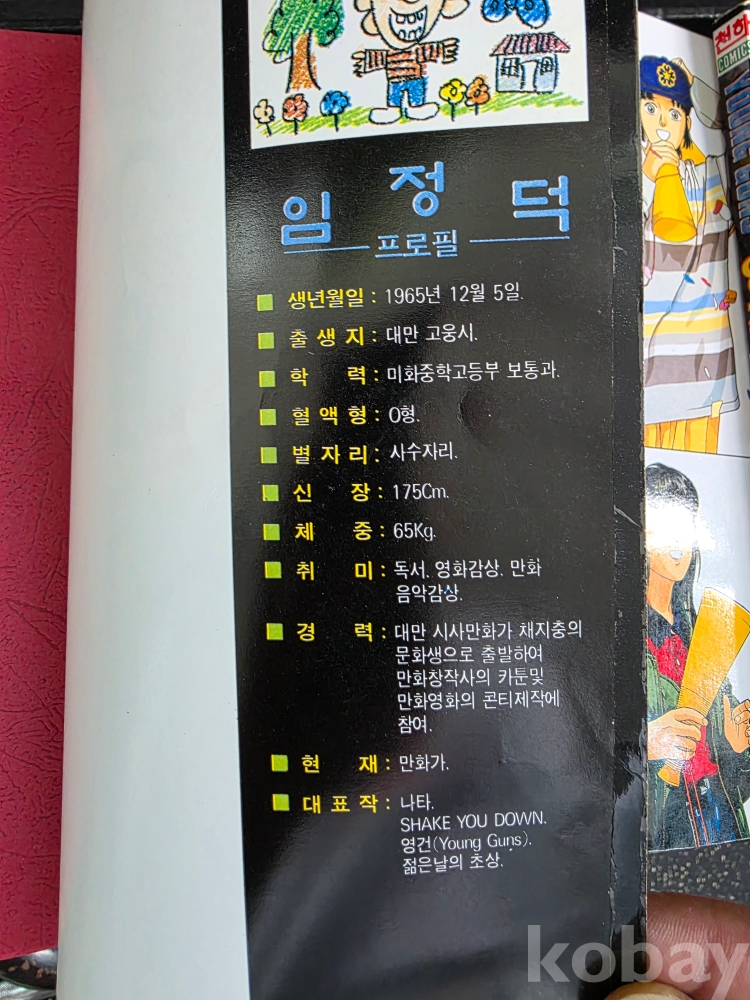 임정덕
프로필
생년월일 : 1965년 12월 5일.
출생지 : 대만 고웅시.
학력 : 미화중학고등부 보통과.
혈액형 : O형.
별자리 : 사수자리.
신장 : 175Cm.
체중 : 65Kg.
취미 : 독서. 영화감상. 만화
음악감상.
경력 : 대만 시사만화가 채지충의
문화생으로 출발하여
만화창작사의 카툰및
만화영화의 콘티제작에
참여.
현재 : 만화가.
대표작 : 나타.
SHAKE YOU DOWN.
영건(Young Guns).
젊은날의 초상.
천하
COMIC
kobay